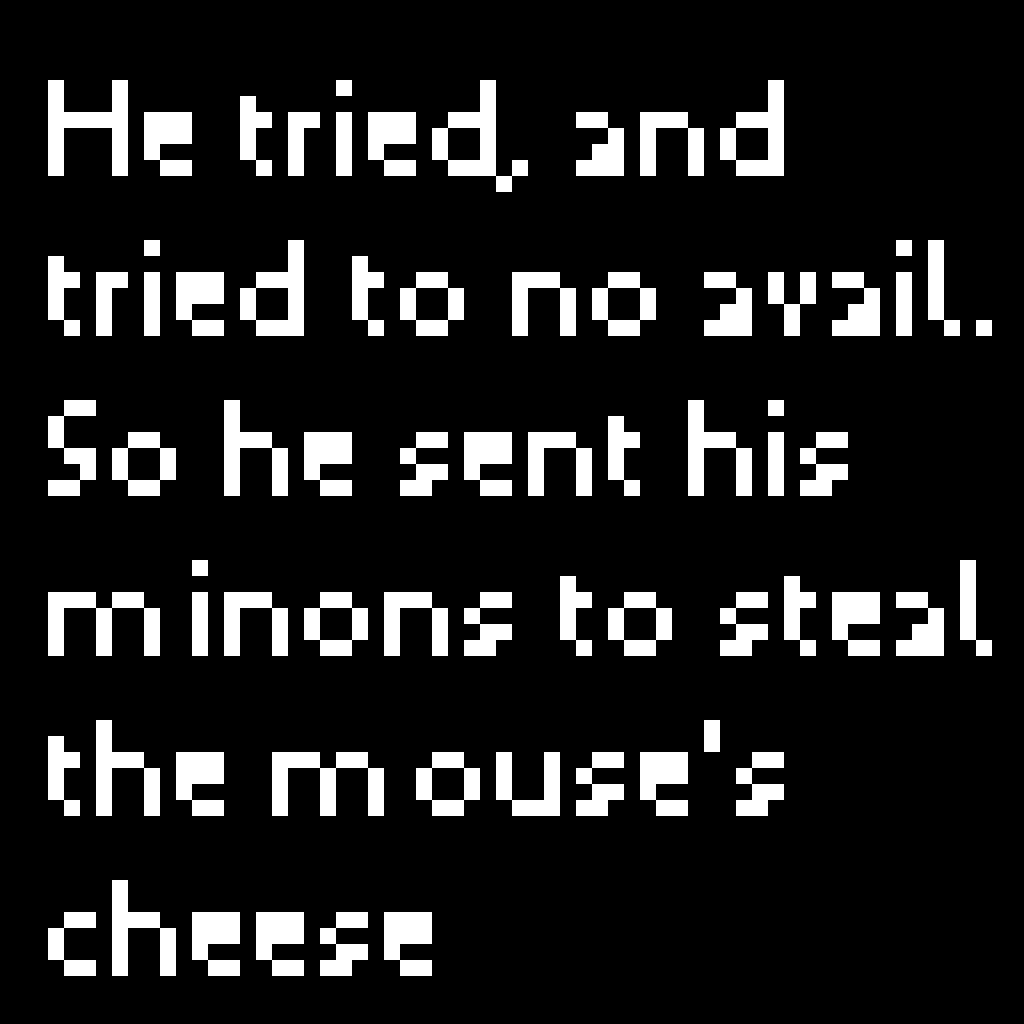 He tried, and
tried to no avail.
So he sent his
minons to steal
the mouse's
cheese